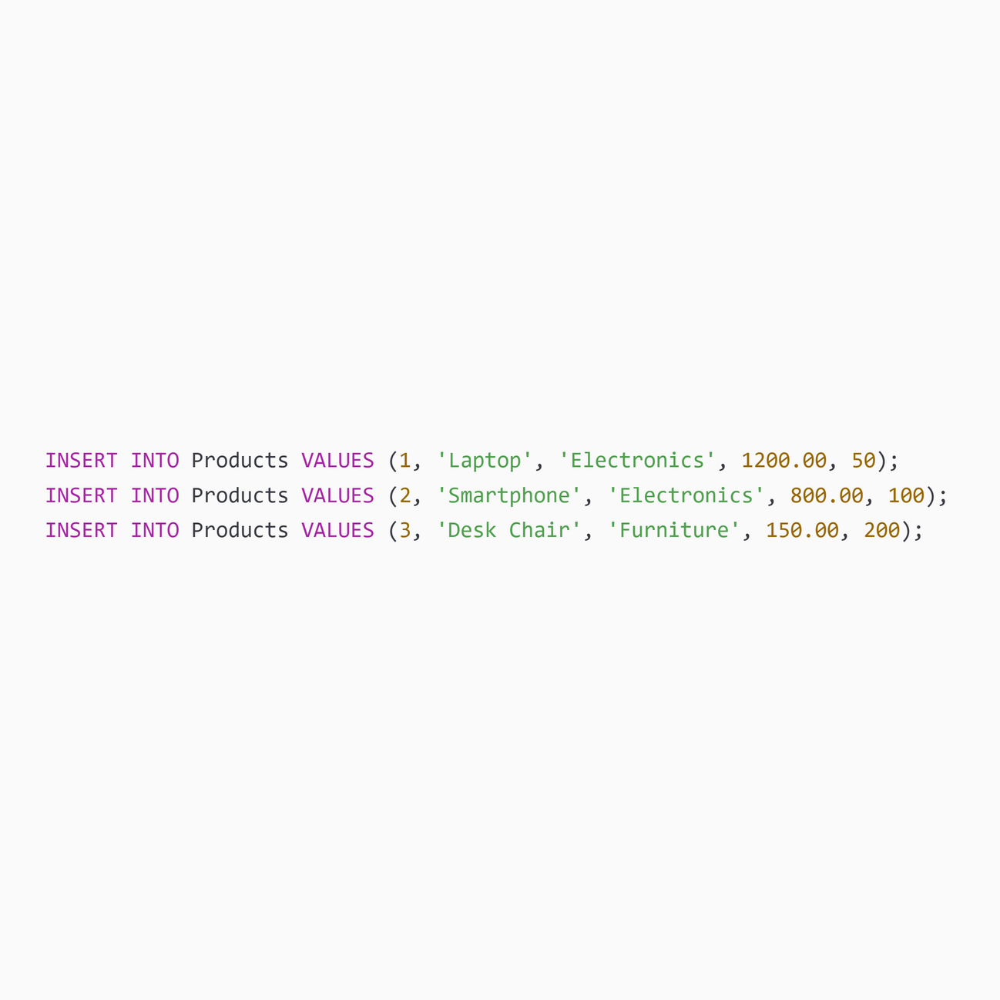 INSERT INTO Products VALUES (1, 'Laptop', 'Electronics', 1200.00, 50);
INSERT INTO Products VALUES (2, 'Smartphone', 'Electronics', 800.00, 100);
INSERT INTO Products VALUES (3, 'Desk Chair', 'Furniture', 150.00, 200);